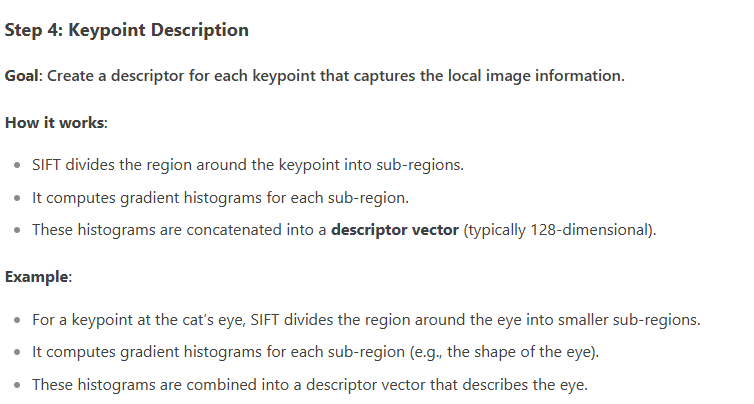 Step 4: Keypoint Description
Goal: Create a descriptor for each keypoint that captures the local image information.
How it works:
• SIFT divides the region around the keypoint into sub-regions.
• It computes gradient histograms for each sub-region.
• These histograms are concatenated into a descriptor vector (typically 128-dimensional).
Example:
• For a keypoint at the cat’s eye, SIFT divides the region around the eye into smaller sub-regions.
• It computes gradient histograms for each sub-region (e.g., the shape of the eye).
• These histograms are combined into a descriptor vector that describes the eye.